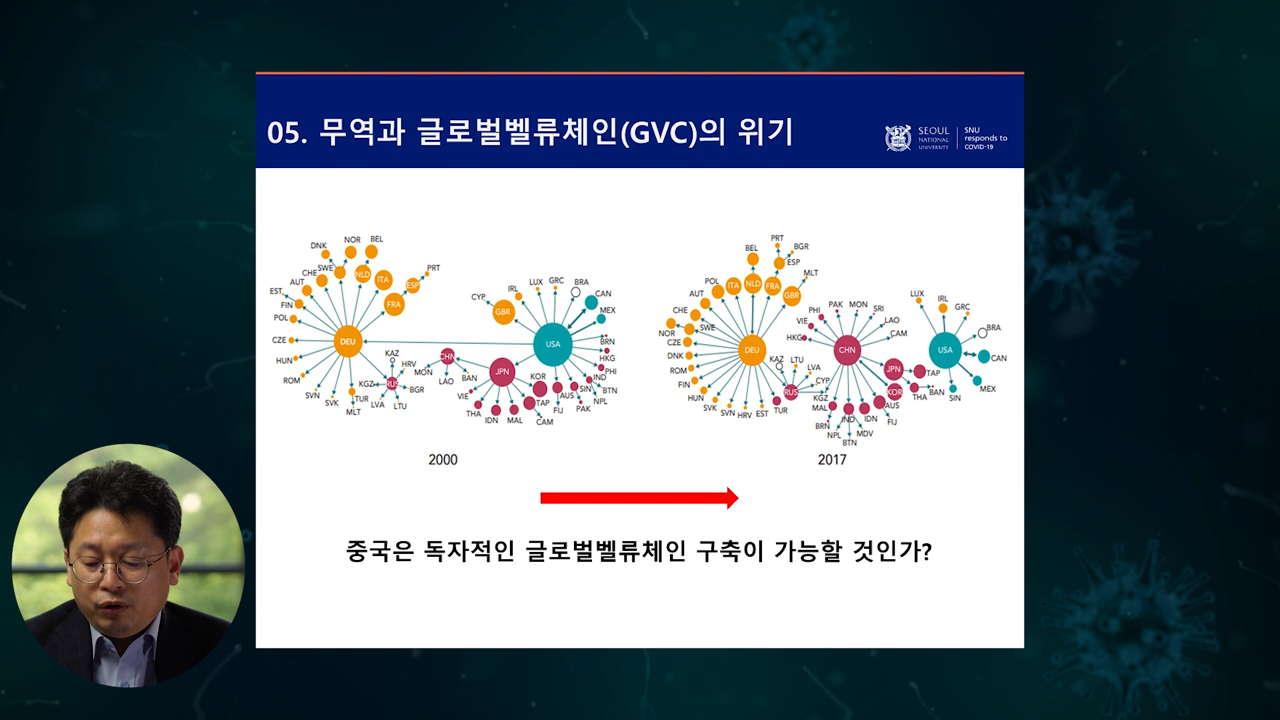 05. 무역과 글로벌벨류체인(GVC)의 위기
SEOUL
NATIONAL
UNIVERSITY
SNU
responds to
COVID-19
DNK
NOR
BEL
SWE
NLD
ITA
CHE
AUT
EST
FIN
POL
CZE
HUN
ROM
SVN
SVK
MLT
TUR
DEU
FRA
ESP
PRT
KAZ
HRV
KGZ
RUS
BGR
LVA
LTU
CYP
GBR
IRL
LUX
GRC
BRA
CAN
MEX
USA
BRN
HKG
PHI
IND
BTN
NPL
SIN
PAK
AUS
FIJ
KOR
TAP
CAM
MAL
IDN
THA
VIE
JPN
CHN
MON
LAO
BAN
2000
PRT
BGR
BEL
ESP
MLT
POL
ITA
NLD
FRA
GBR
AUT
CHE
NOR
SWE
CZE
DNK
ROM
FIN
HUN
SVK
SVN
HRV
EST
TUR
DEU
KAZ
LTU
LVA
CYP
RUS
KGZ
PHI
PAK
MON
SRI
VIE
LAO
HKG
CAM
CHN
JPN
TAP
KOR
THA
BAN
AUS
FIJ
MAL
IND
IDN
BRN
NPL
BTN
MDV
LUX
IRL
GRC
BRA
USA
CAN
MEX
SIN
2017
중국은 독자적인 글로벌벨류체인 구축이 가능할 것인가?